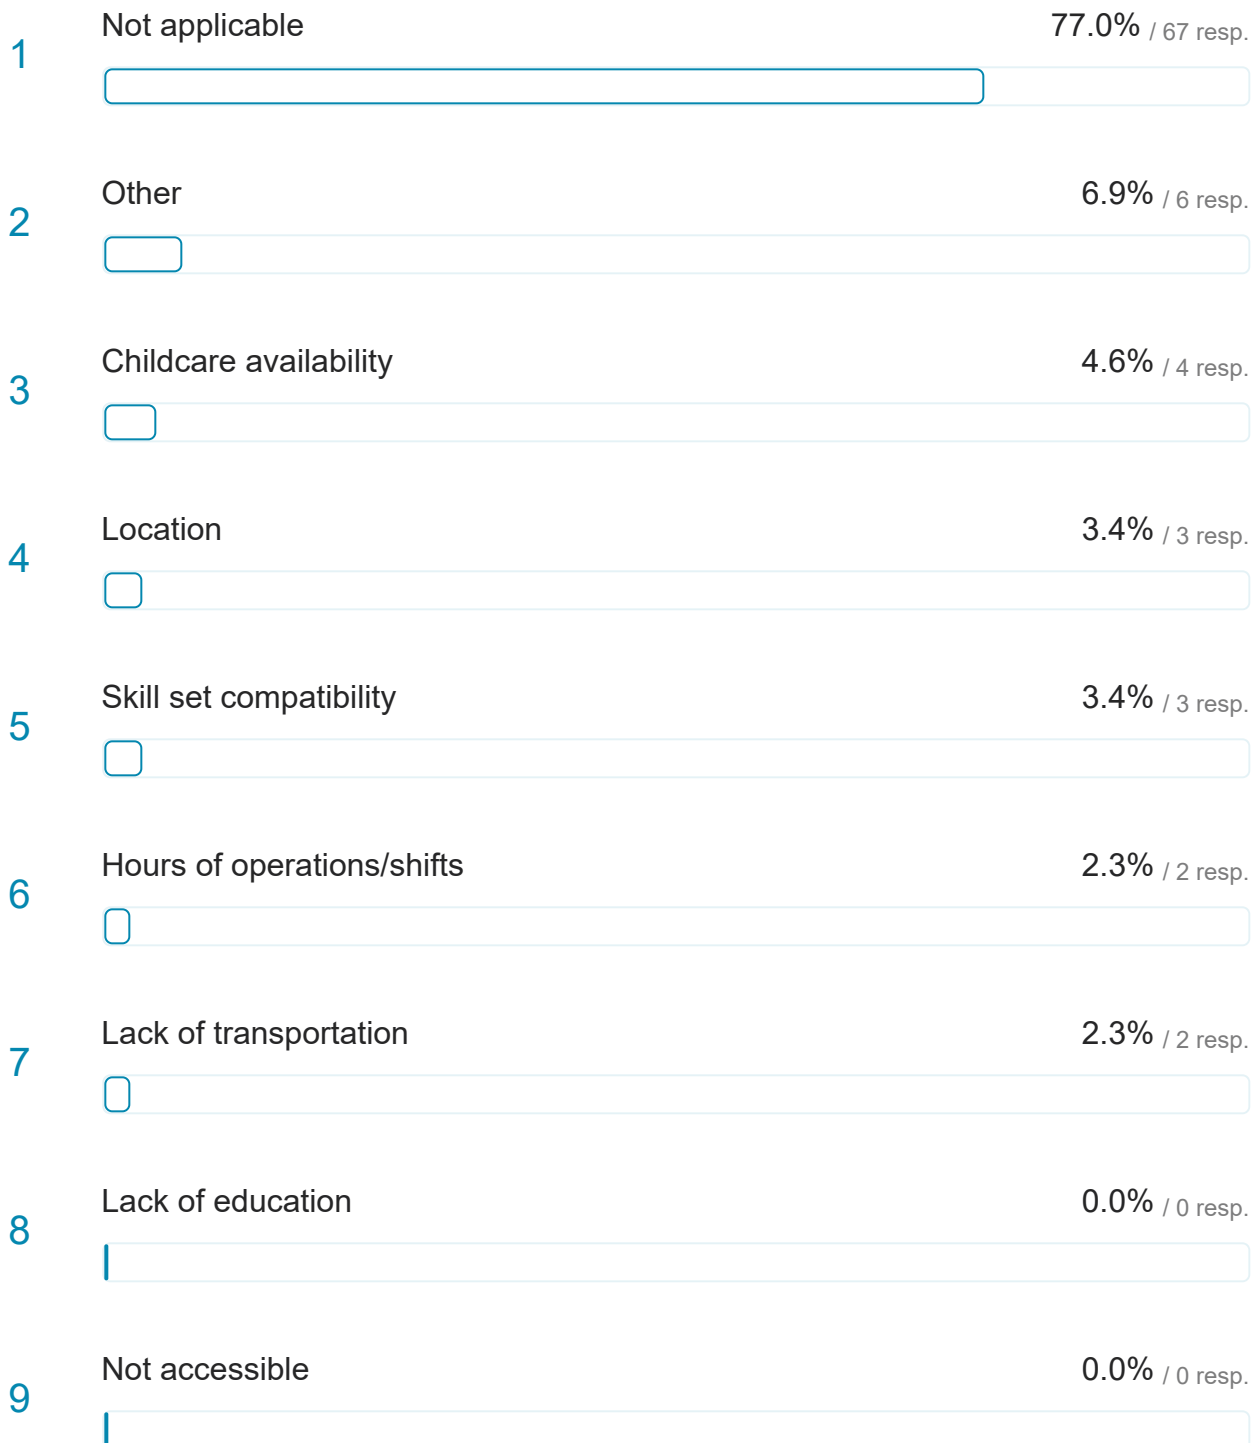 1 Not applicable 77.0% / 67 resp.
2 Other 6.9% / 6 resp.
3 Childcare availability 4.6% / 4 resp.
4 Location 3.4% / 3 resp.
5 Skill set compatibility 3.4% / 3 resp.
6 Hours of operations/shifts 2.3% / 2 resp.
7 Lack of transportation 2.3% / 2 resp.
8 Lack of education 0.0% / 0 resp.
9 Not accessible 0.0% / 0 resp.